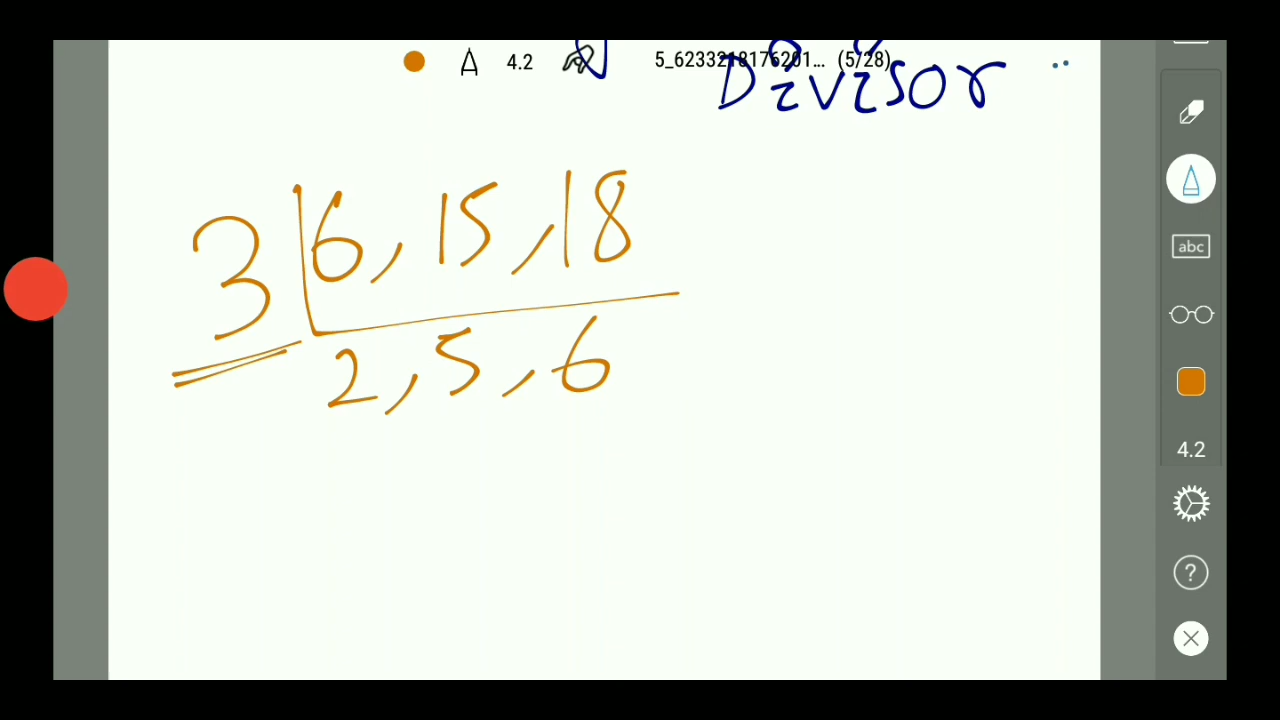 4.2 5_6233218176201... (5/28)
Divisor
3 6, 15, 18
2, 5, 6
abc
4.2
?